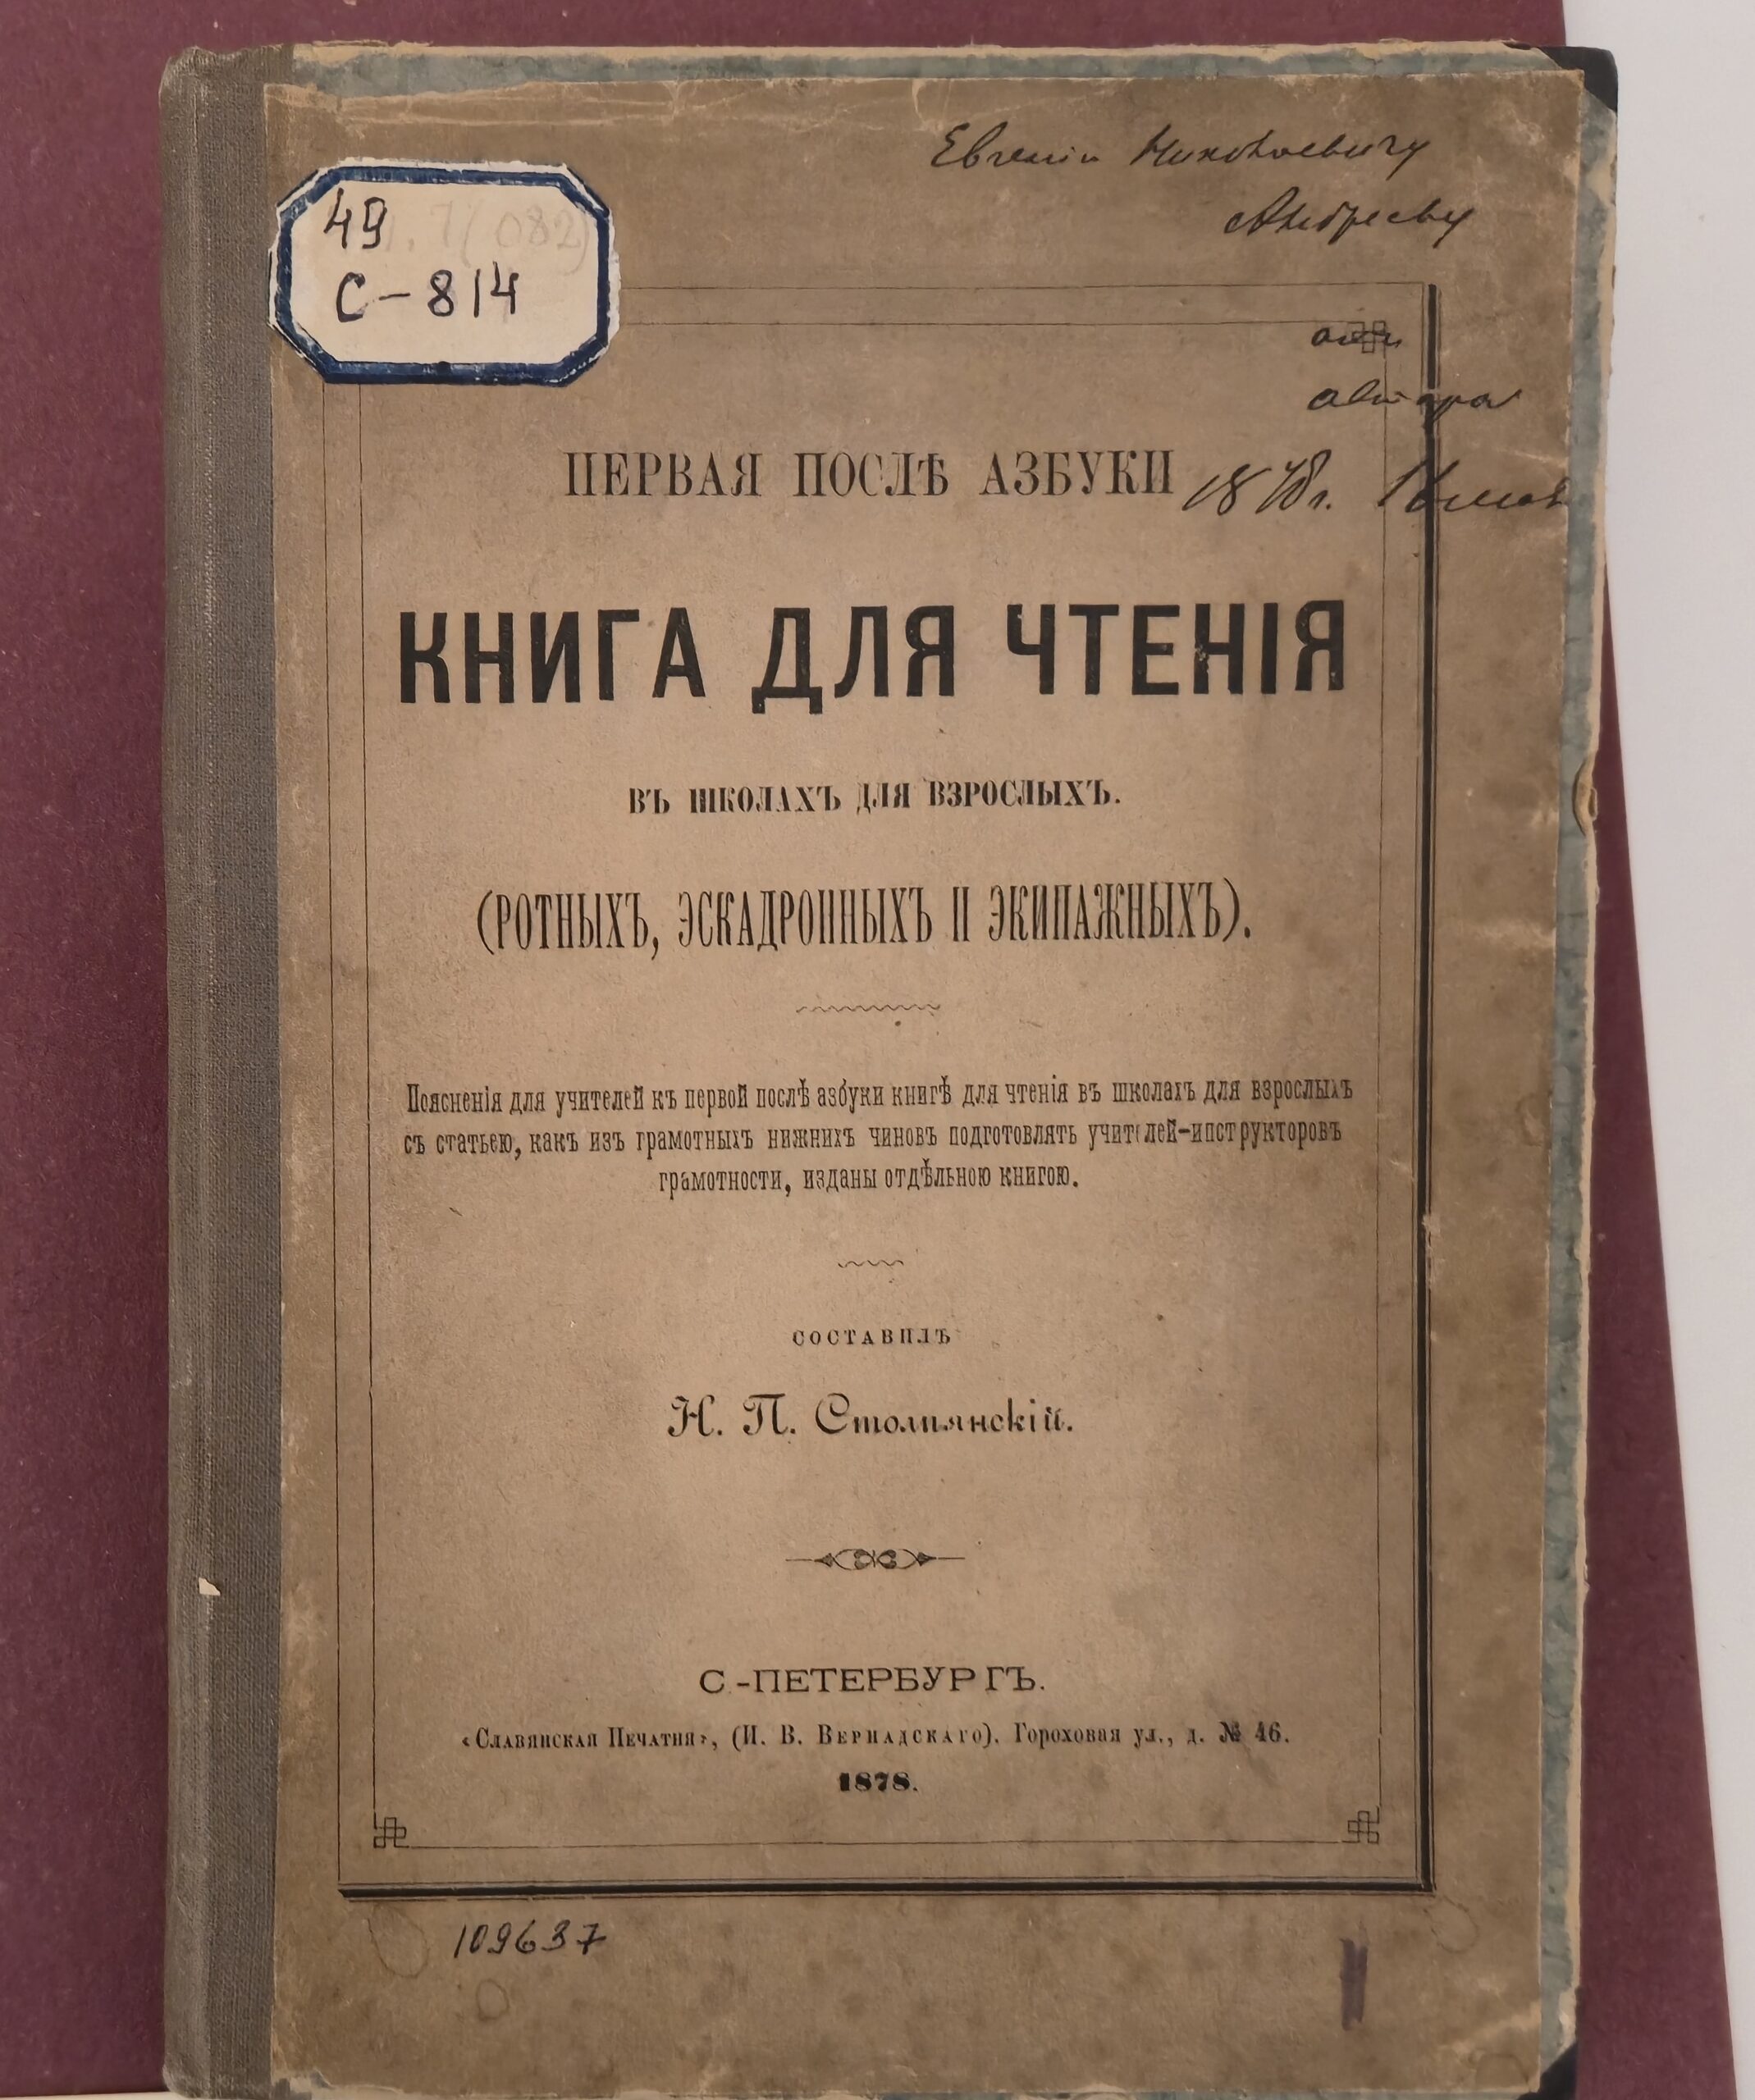 Евгенію Николаевичу
Андрееву
49
С-814
отъ
автора
ПЕРВАЯ ПОСЛѢ АЗБУКИ
1878 г.
КНИГА ДЛЯ ЧТЕНІЯ
ВЪ ШКОЛАХЪ ДЛЯ ВЗРОСЛЫХЪ.
(РОТНЫХЪ, ЭСКАДРОННЫХЪ И ЭКИПАЖНЫХЪ).
Поясненія для учителей къ первой послѣ азбуки книгѣ для чтенія въ школахъ для взрослыхъ
съ статьею, какъ изъ грамотныхъ нижнихъ чиновъ подготовлять учителей-инструкторовъ
грамотности, изданы отдѣльною книгою.
СОСТАВИЛЪ
Н. П. Столпянскій.
С.-ПЕТЕРБУРГЪ.
«Славянская Печатня», (И. В. Вернадскаго). Гороховая ул., д. № 46.
1878.
109637